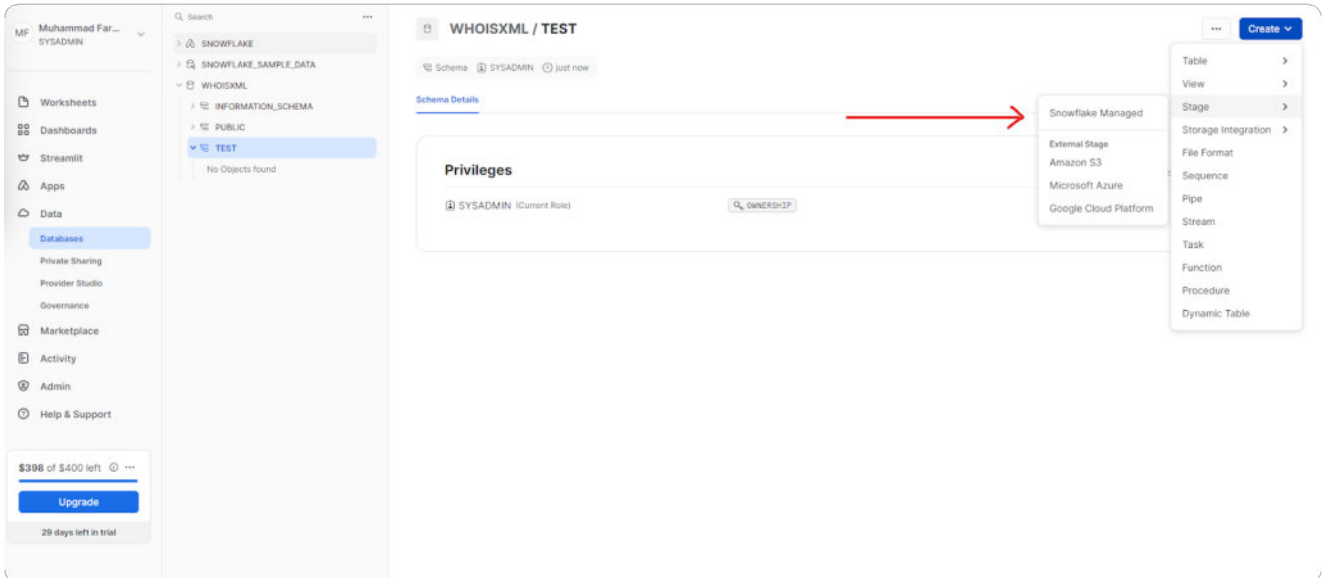 MF
Muhammad Far...
SYSADMIN
Worksheets
Dashboards
Streamlit
Apps
Data
Databases
Private Sharing
Provider Studio
Governance
Marketplace
Activity
Admin
Help & Support
$398 of $400 left
Upgrade
29 days left in trial
Search
SNOWFLAKE
SNOWFLAKE_SAMPLE_DATA
WHOISXML
INFORMATION_SCHEMA
PUBLIC
TEST
No Objects found
WHOISXML / TEST
Schema SYSADMIN just now
Schema Details
Privileges
SYSADMIN (Current Role) OWNERSHIP
Create
Table
View
Stage
Storage Integration
File Format
Sequence
Pipe
Stream
Task
Function
Procedure
Dynamic Table
Snowflake Managed
External Stage
Amazon S3
Microsoft Azure
Google Cloud Platform